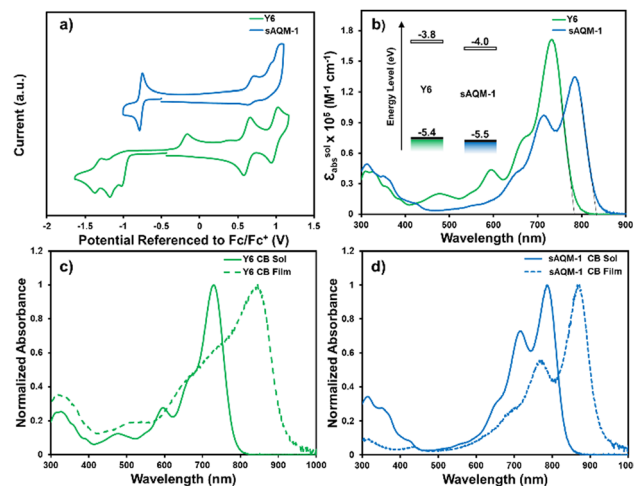 a)
Y6
sAQM-1
Current (a.u.)
-2 -1.5 -1 -0.5 0 0.5 1 1.5
Potential Referenced to Fc/Fc+ (V)
b)
Y6
sAQM-1
Energy Level (eV)
-3.8
-4.0
Y6
sAQM-1
-5.4
-5.5
εabs sol x 10⁵ (M⁻¹ cm⁻¹)
1.8
1.5
1.2
0.9
0.6
0.3
0
300 400 500 600 700 800 900
Wavelength (nm)
c)
Y6 CB Sol
Y6 CB Film
Normalized Absorbance
1.2
1
0.8
0.6
0.4
0.2
0
300 400 500 600 700 800 900 1000
Wavelength (nm)
d)
sAQM-1 CB Sol
sAQM-1 CB Film
Normalized Absorbance
1.2
1
0.8
0.6
0.4
0.2
0
300 400 500 600 700 800 900 1000
Wavelength (nm)